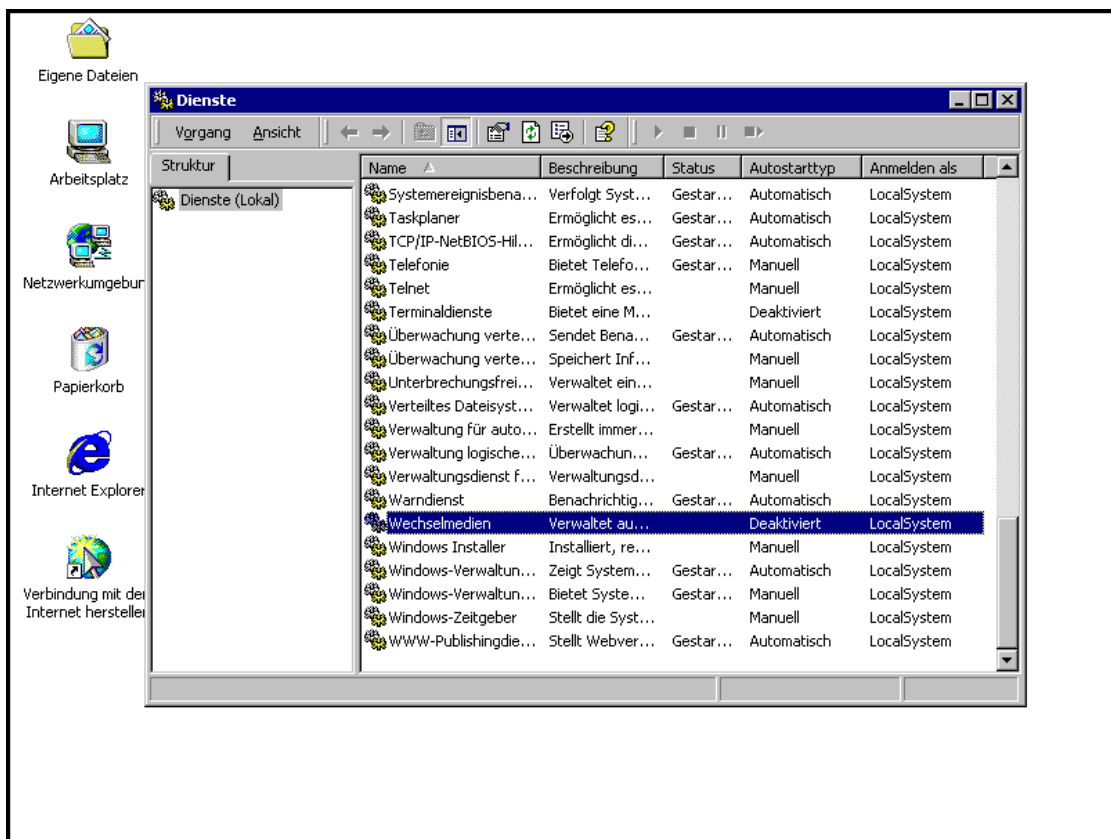 Eigene Dateien
Arbeitsplatz
Netzwerkumgebur
Papierkorb
Internet Explorer
Verbindung mit der
Internet hersteller
Dienste
Vorgang Ansicht
Struktur
Dienste (Lokal)
Name Beschreibung Status Autostarttyp Anmelden als
Systemereignisbena... Verfolgt Syst... Gestar... Automatisch LocalSystem
Taskplaner Ermöglicht es... Gestar... Automatisch LocalSystem
TCP/IP-NetBIOS-Hil... Ermöglicht di... Gestar... Automatisch LocalSystem
Telefonie Bietet Telefo... Gestar... Manuell LocalSystem
Telnet Ermöglicht es... Manuell LocalSystem
Terminaldienste Bietet eine M... Deaktiviert LocalSystem
Überwachung verte... Sendet Bena... Gestar... Automatisch LocalSystem
Überwachung verte... Speichert Inf... Manuell LocalSystem
Unterbrechungsfrei... Verwaltet ein... Manuell LocalSystem
Verteiltes Dateisyst... Verwaltet logi... Gestar... Automatisch LocalSystem
Verwaltung für auto... Erstellt immer... Manuell LocalSystem
Verwaltung logische... Überwachun... Gestar... Automatisch LocalSystem
Verwaltungsdienst f... Verwaltungsd... Manuell LocalSystem
Warndienst Benachrichtig... Gestar... Automatisch LocalSystem
Wechselmedien Verwaltet au... Deaktiviert LocalSystem
Windows Installer Installiert, re... Manuell LocalSystem
Windows-Verwaltun... Zeigt System... Gestar... Automatisch LocalSystem
Windows-Verwaltun... Bietet Syste... Gestar... Manuell LocalSystem
Windows-Zeitgeber Stellt die Syst... Manuell LocalSystem
WWW-Publishingdie... Stellt Webver... Gestar... Automatisch LocalSystem